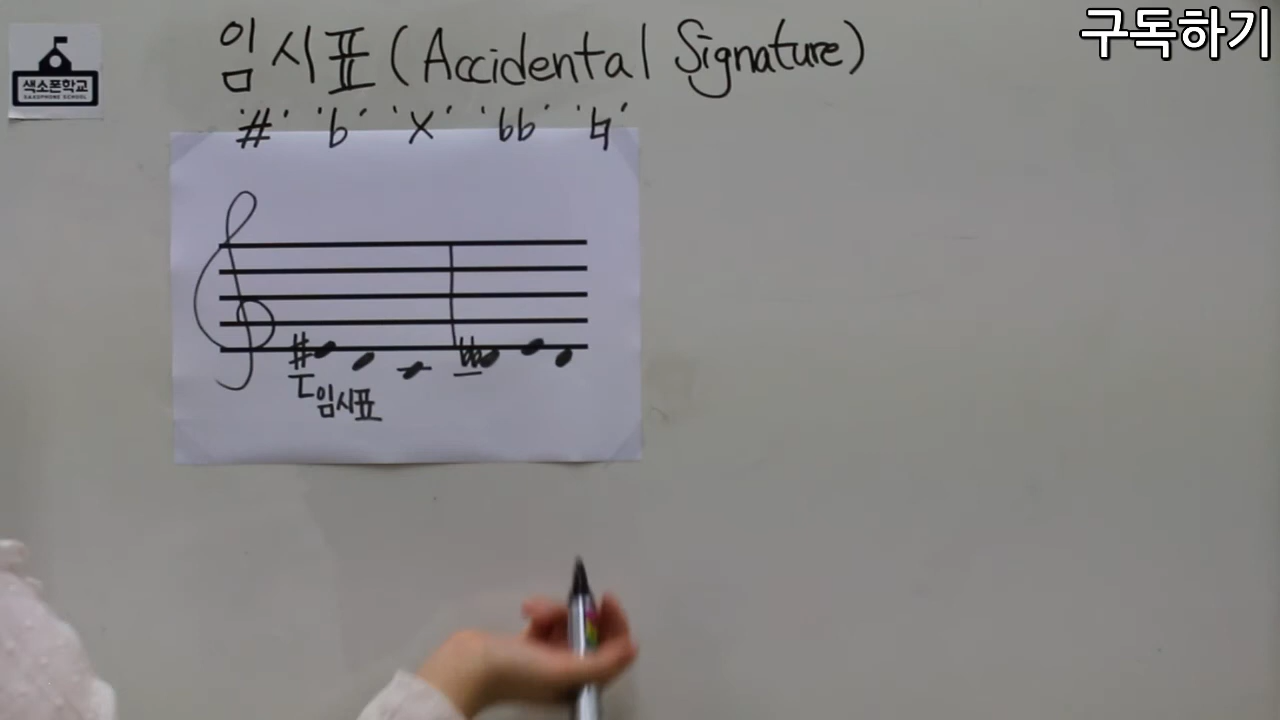 구독하기
색소폰학교
SAXOPHONE SCHOOL
임시표 (Accidental Signature)
'#' 'b' 'x' 'bb' '♮'
임시표